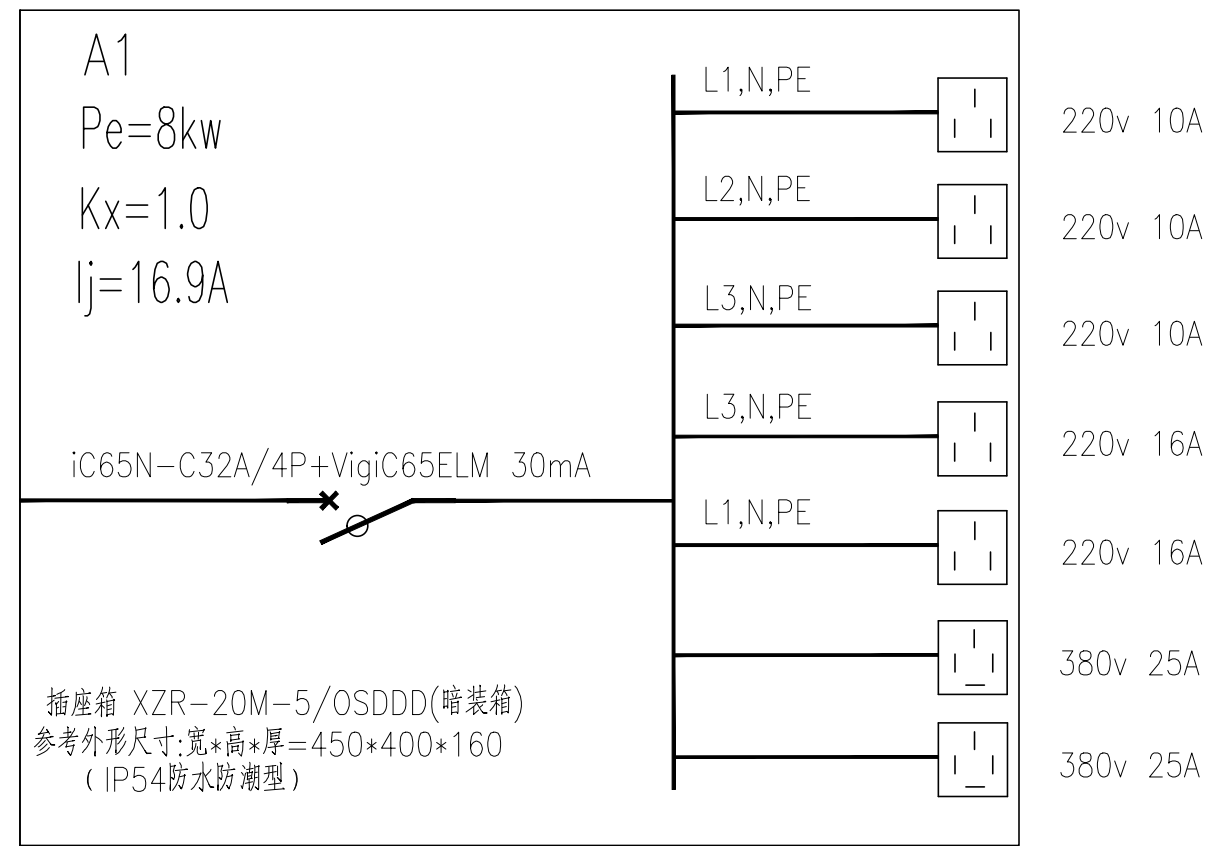 A1
Pe=8kw
Kx=1.0
Ij=16.9A
L1,N,PE
220v 10A
L2,N,PE
220v 10A
L3,N,PE
220v 10A
L3,N,PE
220v 16A
iC65N-C32A/4P+VigiC65ELM 30mA
L1,N,PE
220v 16A
380v 25A
380v 25A
插座箱 XZR-20M-5/OSDDD(暗装箱)
参考外形尺寸:宽*高*厚=450*400*160
(IP54防水防潮型)